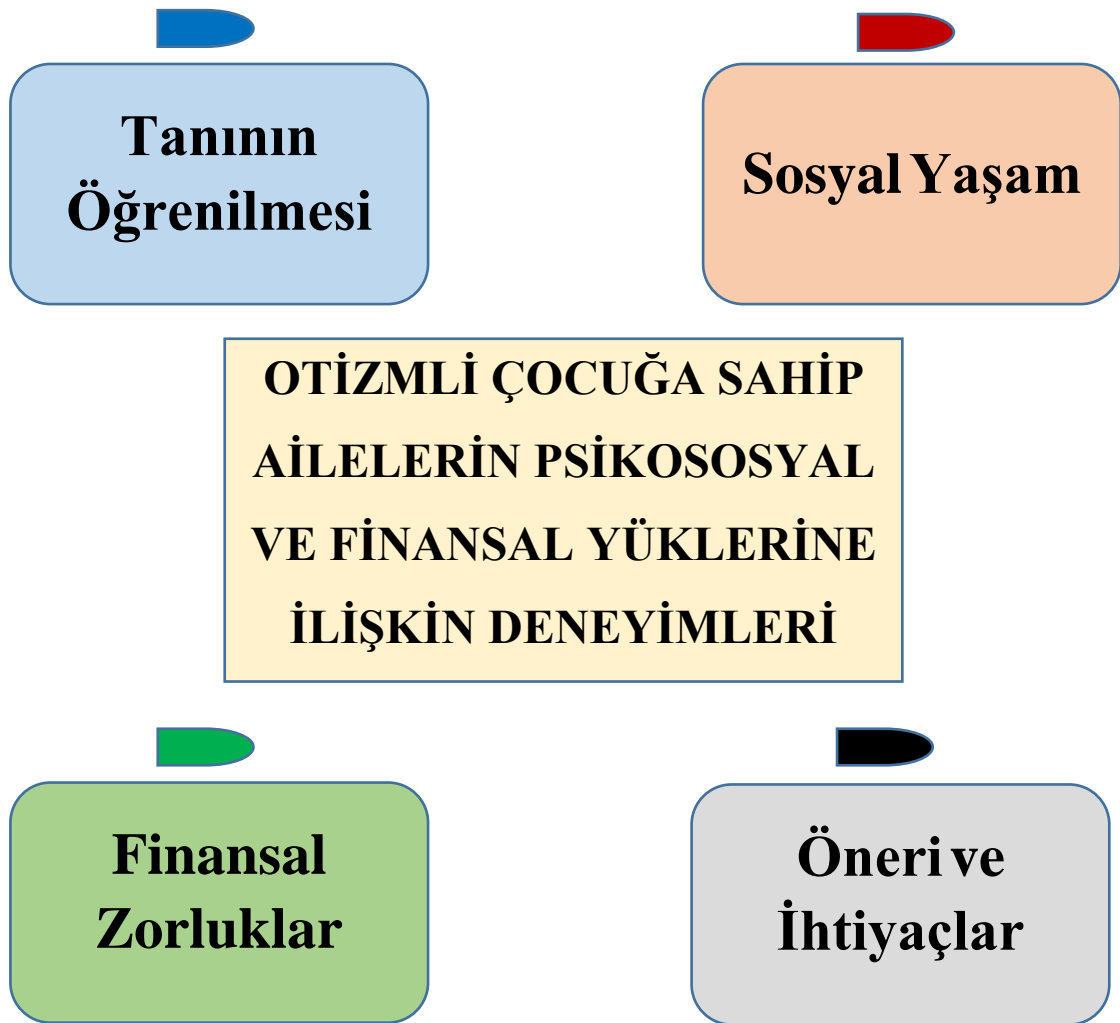 Tanının
Öğrenilmesi
Sosyal Yaşam
OTİZMLİ ÇOCUĞA SAHİP
AİLELERİN PSİKOSOSYAL
VE FİNANSAL YÜKLERİNE
İLİŞKİN DENEYİMLERİ
Finansal
Zorluklar
Öneri ve
İhtiyaçlar